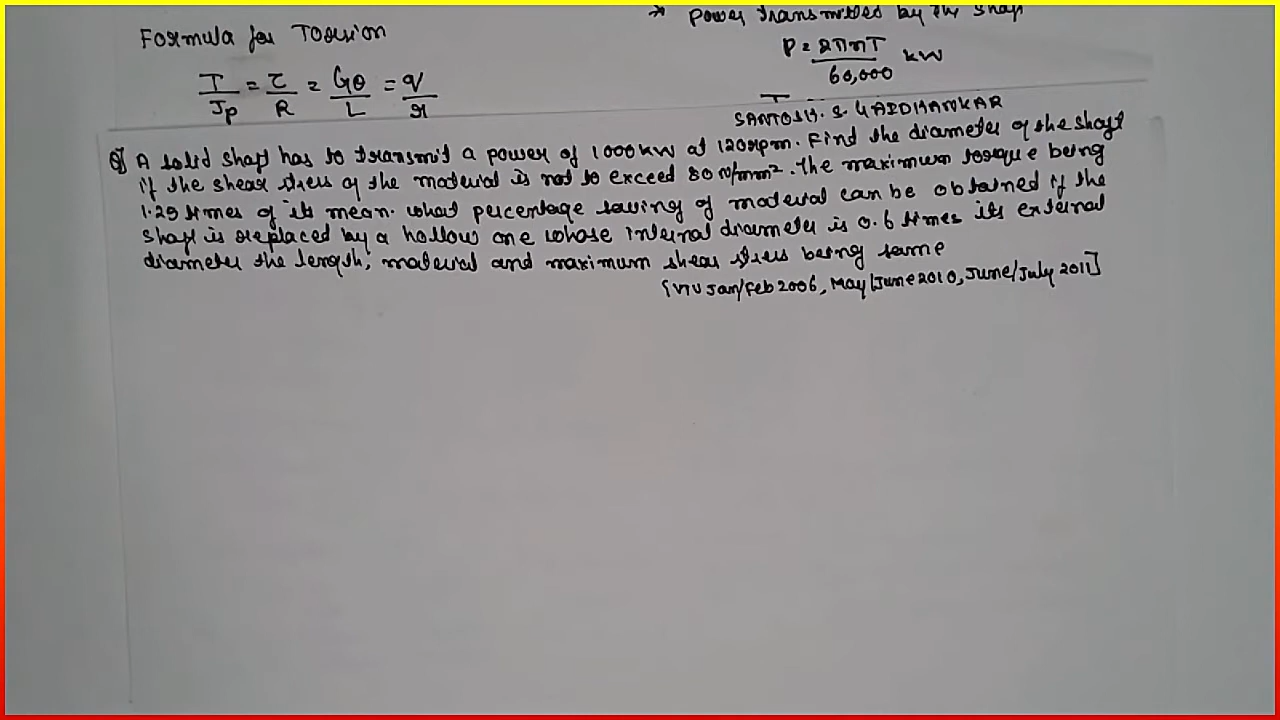 * Power transmitted by the shaft
Formula for Torsion
P = 2πnT / 60,000 kW
T/Jp = τ/R = Gθ/L = q/r
SANTOSH. S. GAIDHANKAR
Q] A solid shaft has to transmit a power of 1000 kW at 120 rpm. Find the diameter of the shaft
if the shear stress of the material is not to exceed 80 N/mm². The maximum torque being
1.25 times of its mean. what percentage saving of material can be obtained if the
shaft is replaced by a hollow one whose internal diameter is 0.6 times its external
diameter the length, material and maximum shear stress being same
[VTU Jan/Feb 2006, May/June 2010, June/July 2011]